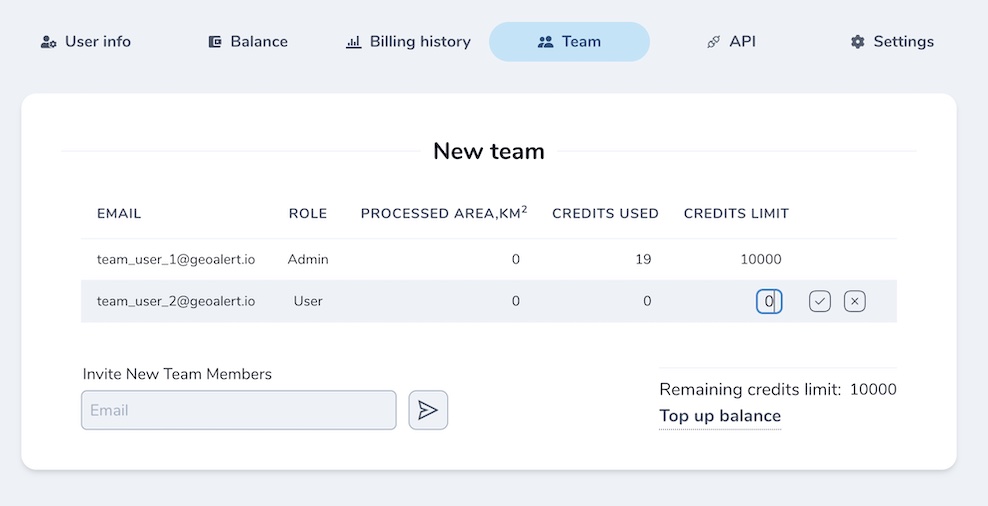 User info Balance Billing history Team API Settings
New team
EMAIL ROLE PROCESSED AREA,KM² CREDITS USED CREDITS LIMIT
team_user_1@geoalert.io Admin 0 19 10000
team_user_2@geoalert.io User 0 0 0
Invite New Team Members
Email
Remaining credits limit: 10000
Top up balance